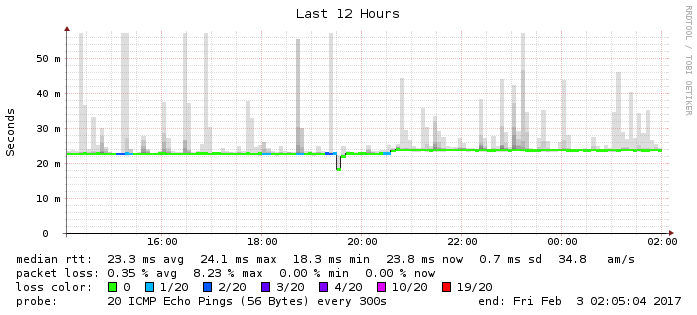 Last 12 Hours
RRDTOOL / TOBI OETIKER
Seconds
50 m
40 m
30 m
20 m
10 m
0
16:00 18:00 20:00 22:00 00:00 02:00
median rtt: 23.3 ms avg 24.1 ms max 18.3 ms min 23.8 ms now 0.7 ms sd 34.8 am/s
packet loss: 0.35 % avg 8.23 % max 0.00 % min 0.00 % now
loss color: 0 1/20 2/20 3/20 4/20 10/20 19/20
probe: 20 ICMP Echo Pings (56 Bytes) every 300s end: Fri Feb 3 02:05:04 2017